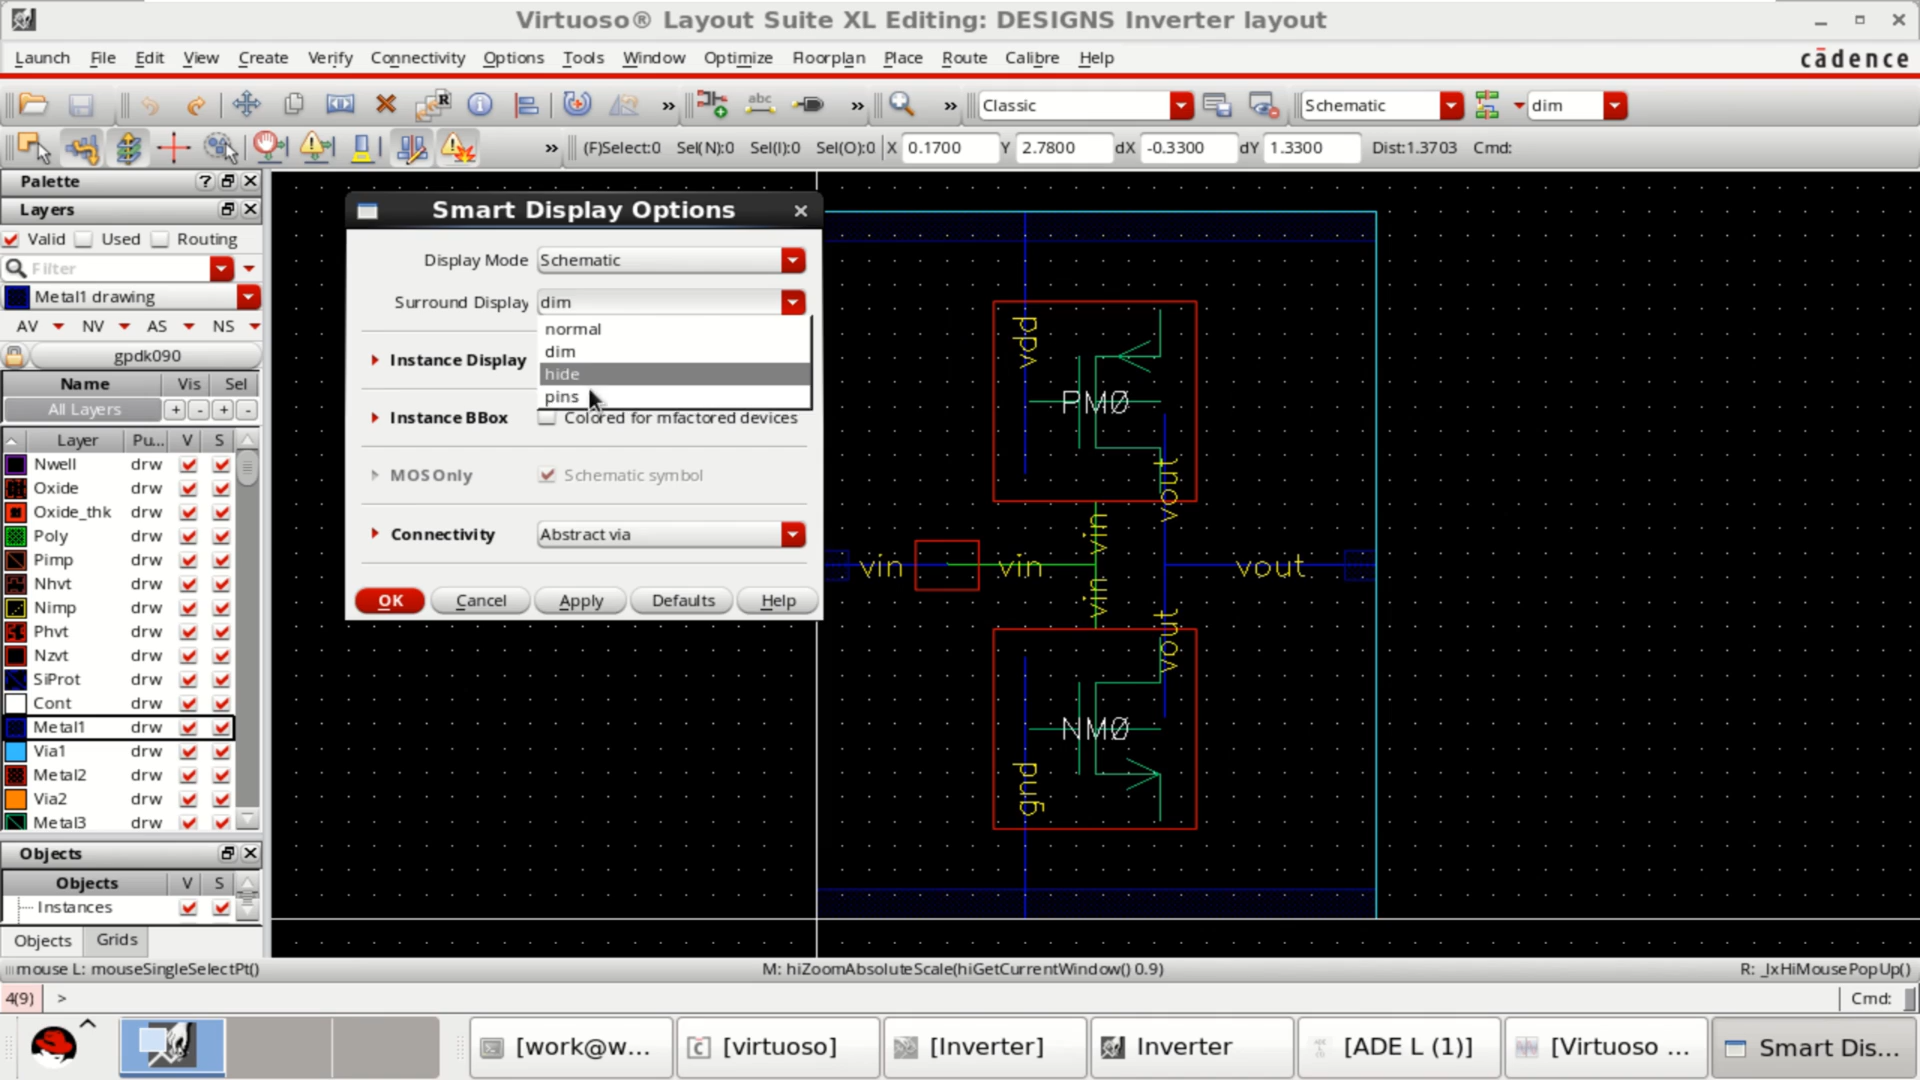 Virtuoso® Layout Suite XL Editing: DESIGNS Inverter layout
Launch File Edit View Create Verify Connectivity Options Tools Window Optimize Floorplan Place Route Calibre Help
cādence
R abc Classic Schematic dim
(F)Select:0 Sel(N):0 Sel(I):0 Sel(O):0 X 0.1700 Y 2.7800 dX -0.3300 dY 1.3300 Dist:1.3703 Cmd:
Palette
Layers
Valid Used Routing
Filter
Metal1 drawing
AV NV AS NS
gpdk090
Name Vis Sel
All Layers + - + -
Layer Pu... V S
Nwell drw
Oxide drw
Oxide_thk drw
Poly drw
Pimp drw
Nhvt drw
Nimp drw
Phvt drw
Nzvt drw
SiProt drw
Cont drw
Metal1 drw
Via1 drw
Metal2 drw
Via2 drw
Metal3 drw
Objects
Objects V S
Instances
Objects Grids
Smart Display Options
Display Mode Schematic
Surround Display dim
normal
dim
hide
pins
Instance Display
Instance BBox Colored for mfactored devices
MOS Only Schematic symbol
Connectivity Abstract via
OK Cancel Apply Defaults Help
vdd
PM0
vout
vin
vin vin vout
vin
vout
NM0
gnd
mouse L: mouseSingleSelectPt() M: hiZoomAbsoluteScale(hiGetCurrentWindow() 0.9) R: _lxHiMousePopUp()
4(9) > Cmd:
[work@w... [virtuoso] [Inverter] Inverter [ADE L (1)] [Virtuoso ... Smart Dis...